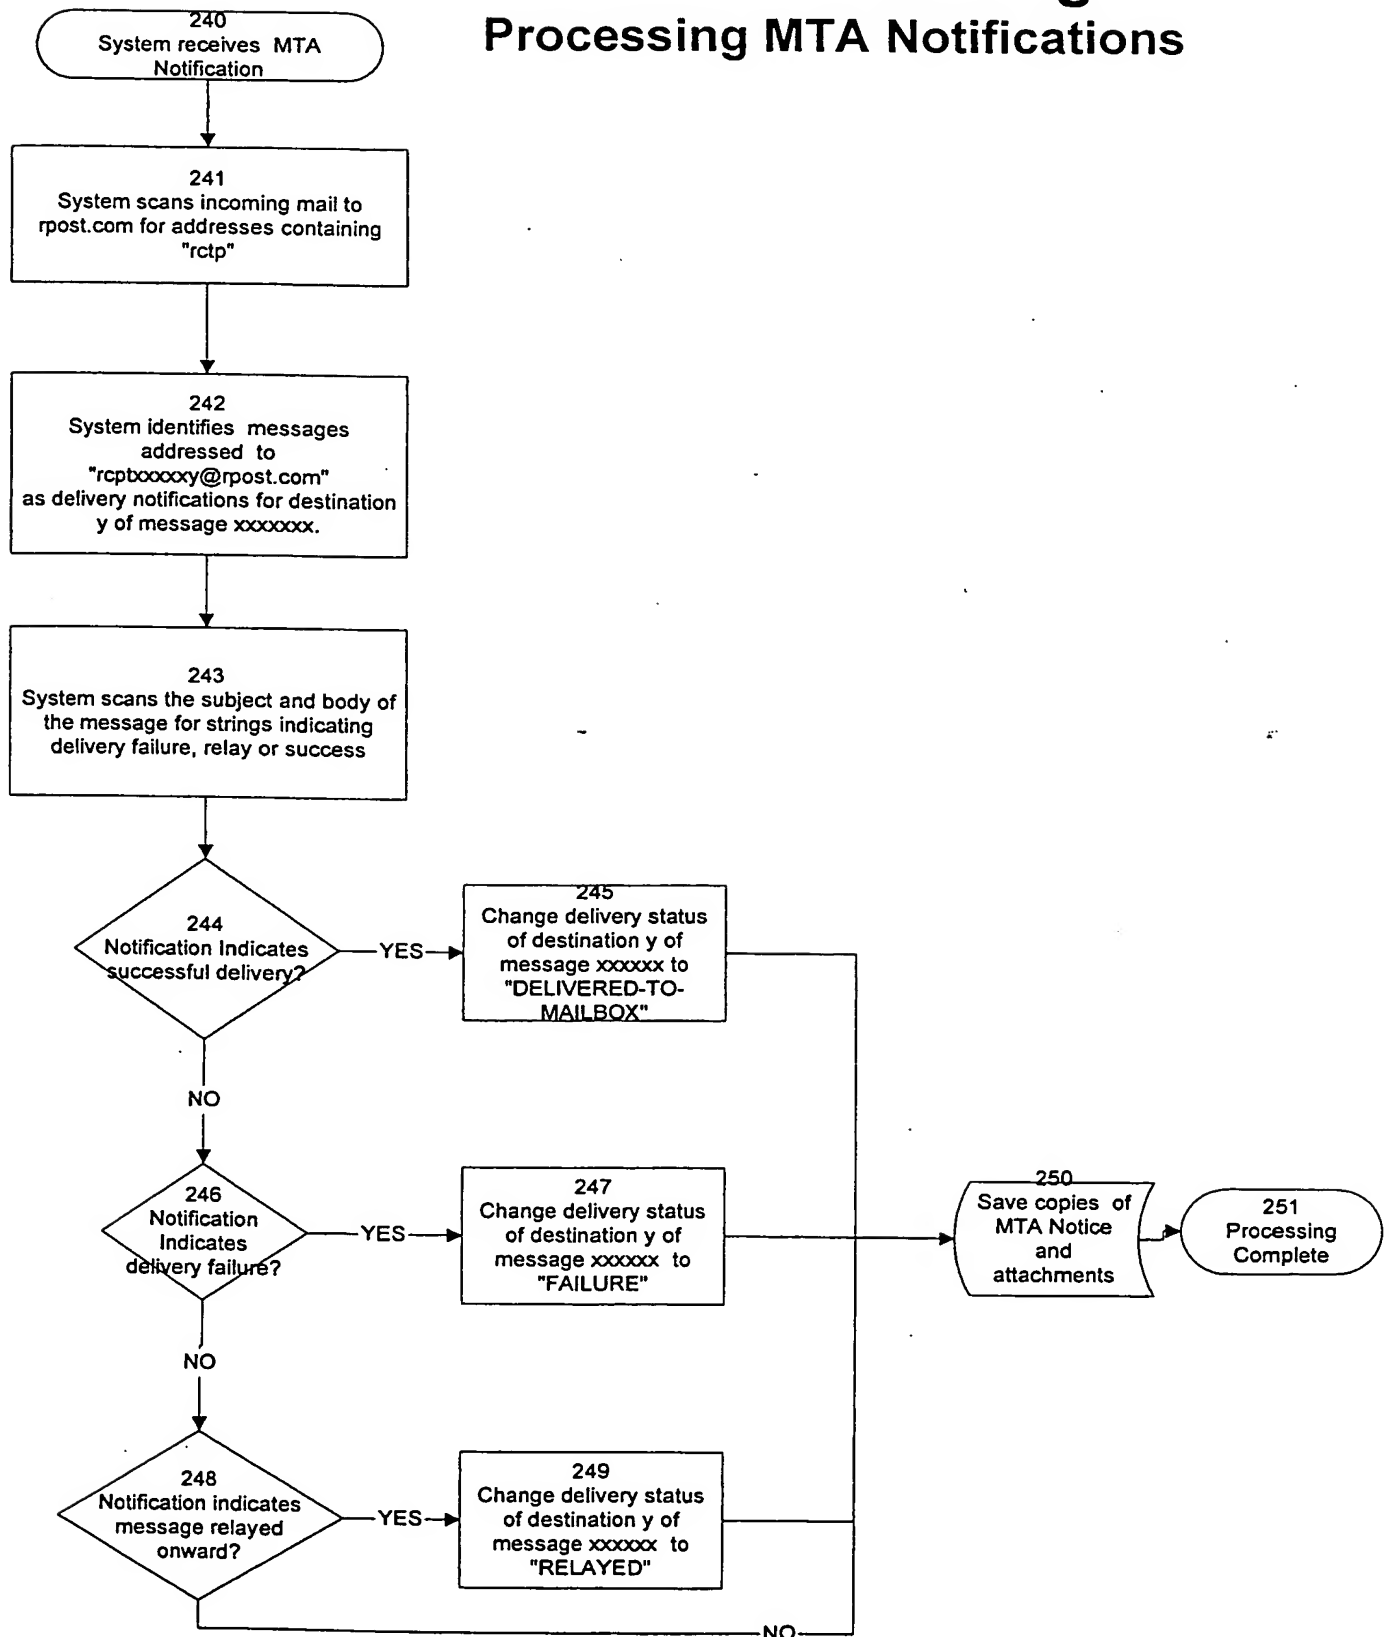 Processing MTA Notifications
240
System receives MTA
Notification
241
System scans incoming mail to
rpost.com for addresses containing
"rctp"
242
System identifies messages
addressed to
"rcptxxxxxy@rpost.com"
as delivery notifications for destination
y of message xxxxxxx.
243
System scans the subject and body of
the message for strings indicating
delivery failure, relay or success
244
Notification Indicates
successful delivery?
YES
245
Change delivery status
of destination y of
message xxxxxx to
"DELIVERED-TO-
MAILBOX"
NO
246
Notification
Indicates
delivery failure?
YES
247
Change delivery status
of destination y of
message xxxxxx to
"FAILURE"
250
Save copies of
MTA Notice
and
attachments
251
Processing
Complete
NO
248
Notification indicates
message relayed
onward?
YES
249
Change delivery status
of destination y of
message xxxxxx to
"RELAYED"
NO